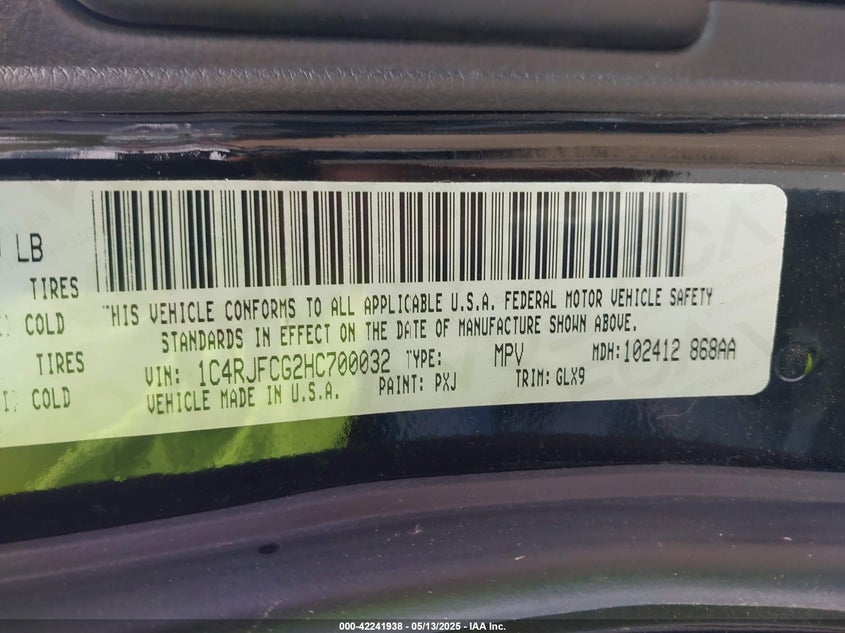 LB
TIRES
COLD
TIRES
COLD
THIS VEHICLE CONFORMS TO ALL APPLICABLE U.S.A. FEDERAL MOTOR VEHICLE SAFETY
STANDARDS IN EFFECT ON THE DATE OF MANUFACTURE SHOWN ABOVE.
VIN: 1C4RJFCG2HC700032 TYPE: MPV MDH:102412 868AA
VEHICLE MADE IN U.S.A. PAINT: PXJ TRIM: GLX9
000-42241938 - 05/13/2025 - IAA Inc.